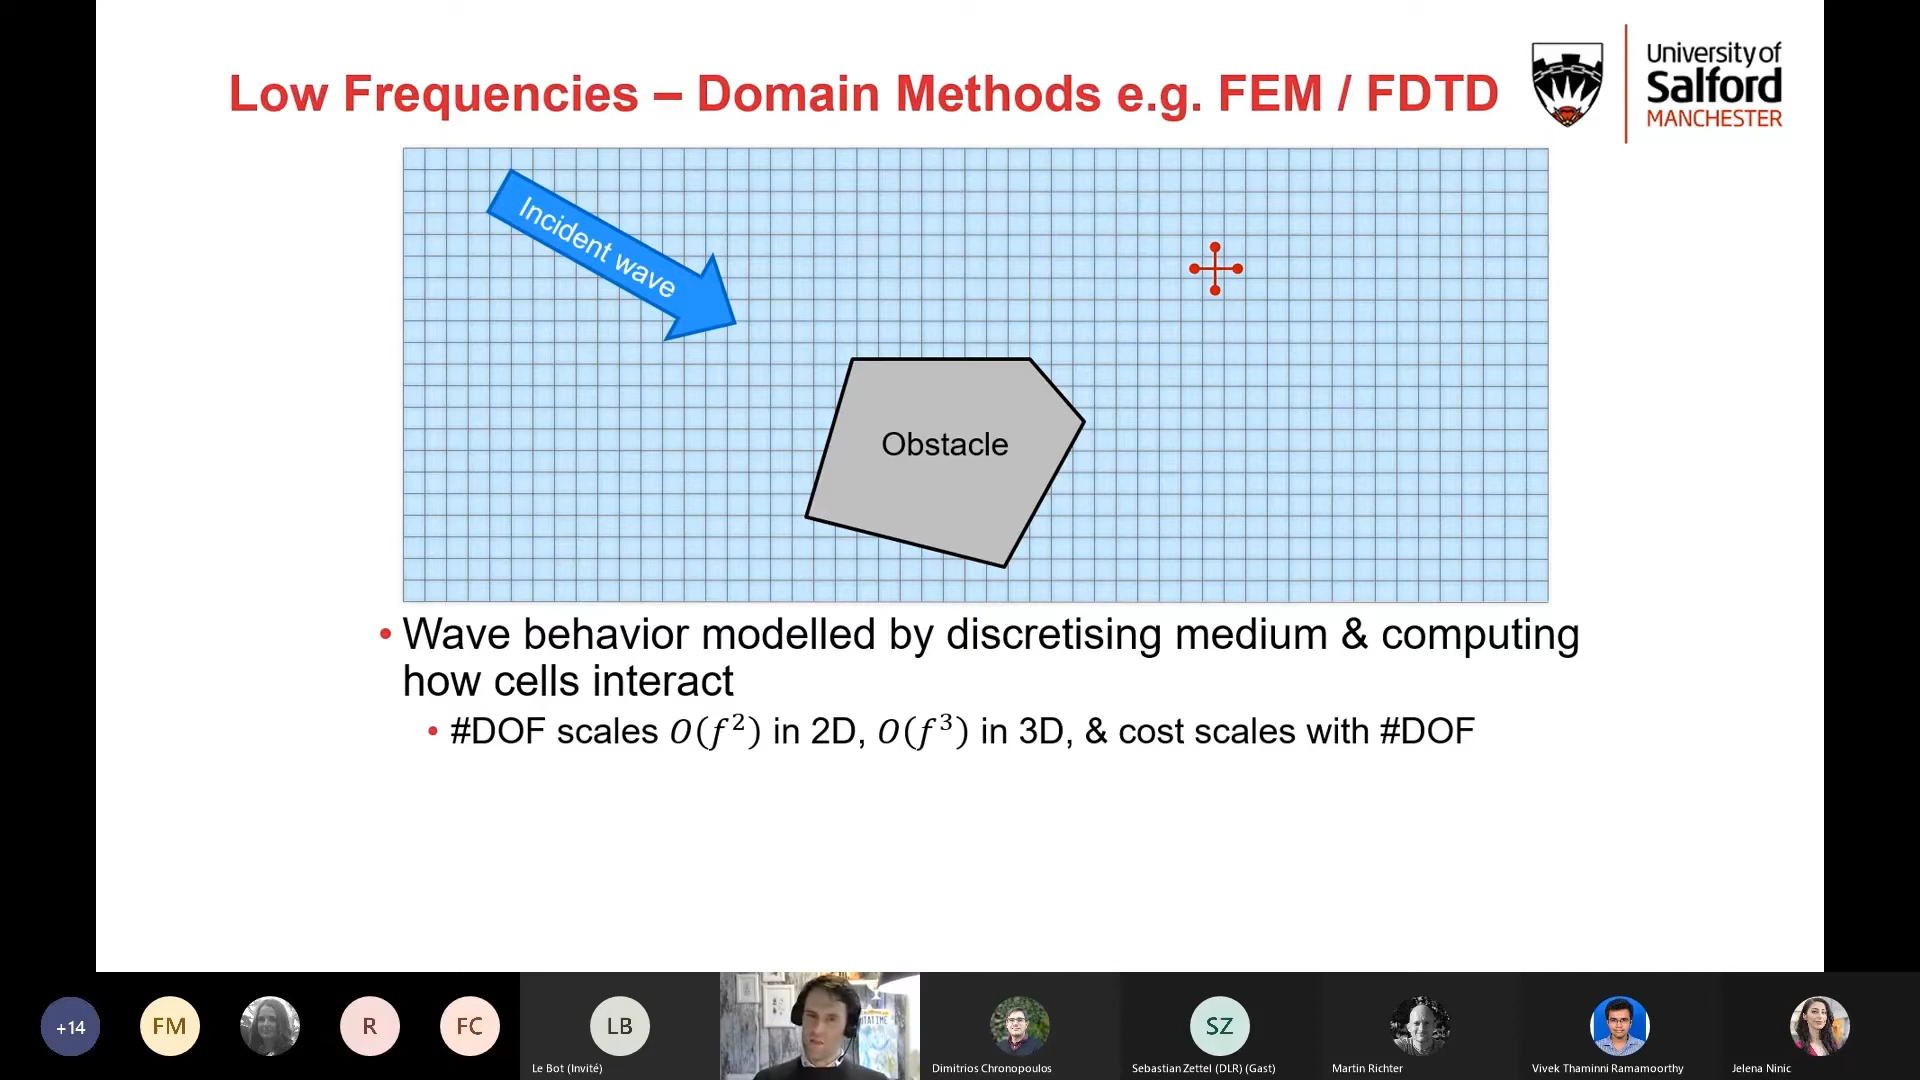 Low Frequencies – Domain Methods e.g. FEM / FDTD
University of
Salford
MANCHESTER
Incident wave
Obstacle
• Wave behavior modelled by discretising medium & computing
how cells interact
• #DOF scales O(f²) in 2D, O(f³) in 3D, & cost scales with #DOF
+14
FM
R
FC
LB
SZ
Le Bot (Invité)
Dimitrios Chronopoulos
Sebastian Zettel (DLR) (Gast)
Martin Richter
Vivek Thaminni Ramamoorthy
Jelena Ninic